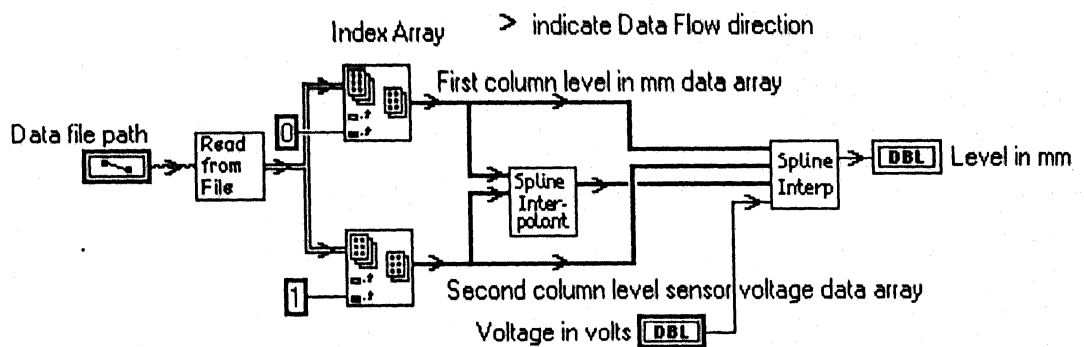 Index Array
> indicate Data Flow direction
First column level in mm data array
Data file path
0
Read
from
File
Spline
Inter-
polant
Spline
Interp
DBL
Level in mm
1
Second column level sensor voltage data array
Voltage in volts
DBL